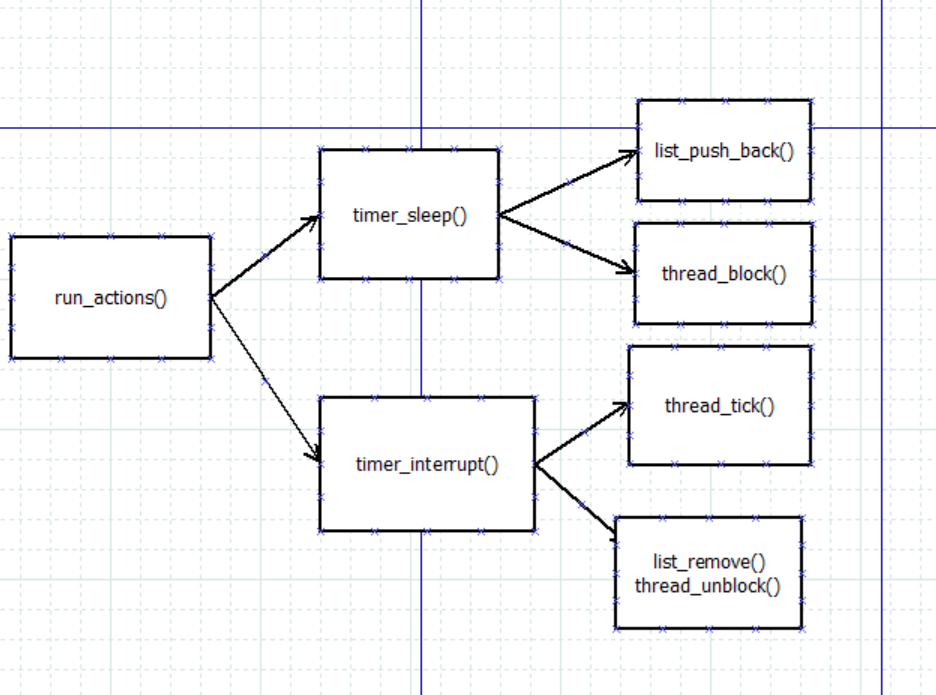 list_push_back()
timer_sleep()
thread_block()
run_actions()
thread_tick()
timer_interrupt()
list_remove()
thread_unblock()